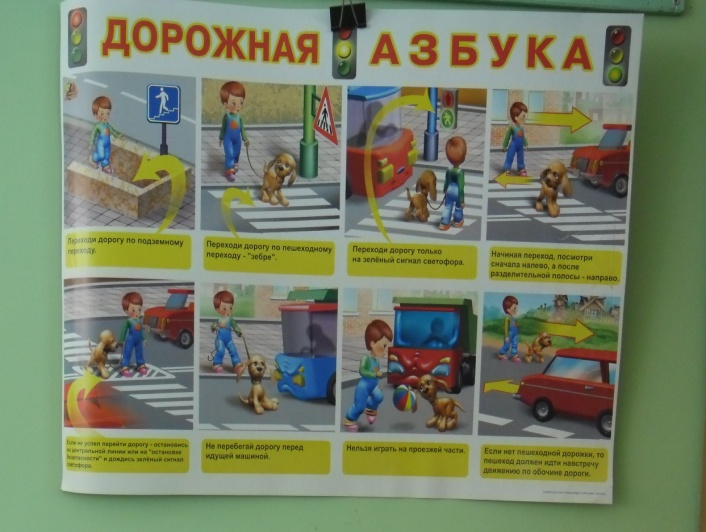 ДОРОЖНАЯ АЗБУКА
Переходи дорогу по подземному
переходу.
Переходи дорогу по пешеходному
переходу - "зебре".
Переходи дорогу только
на зелёный сигнал светофора.
Начиная переход, посмотри
сначала налево, а после
разделительной полосы - направо.
Если не успел перейти дорогу - остановись
на центральной линии или на "островке
безопасности" и дождись зелёный сигнал
светофора.
Не перебегай дорогу перед
идущей машиной.
Нельзя играть на проезжей части.
Если нет пешеходной дорожки, то
пешеход должен идти навстречу
движению по обочине дороги.